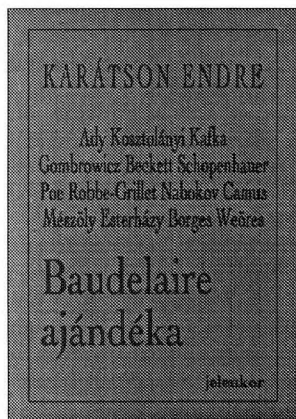 KARÁTSON ENDRE
Ady Kosztolányi Kafka
Gombrowicz Beckett Schopenhauer
Poe Robbe-Grillet Nabokov Camus
Mészöly Esterházy Borges Weöres
Baudelaire
ajándéka
jelenkor